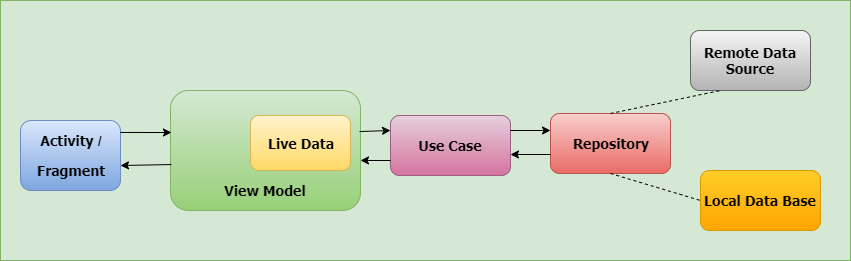 Activity /
Fragment
Live Data
View Model
Use Case
Repository
Remote Data
Source
Local Data Base